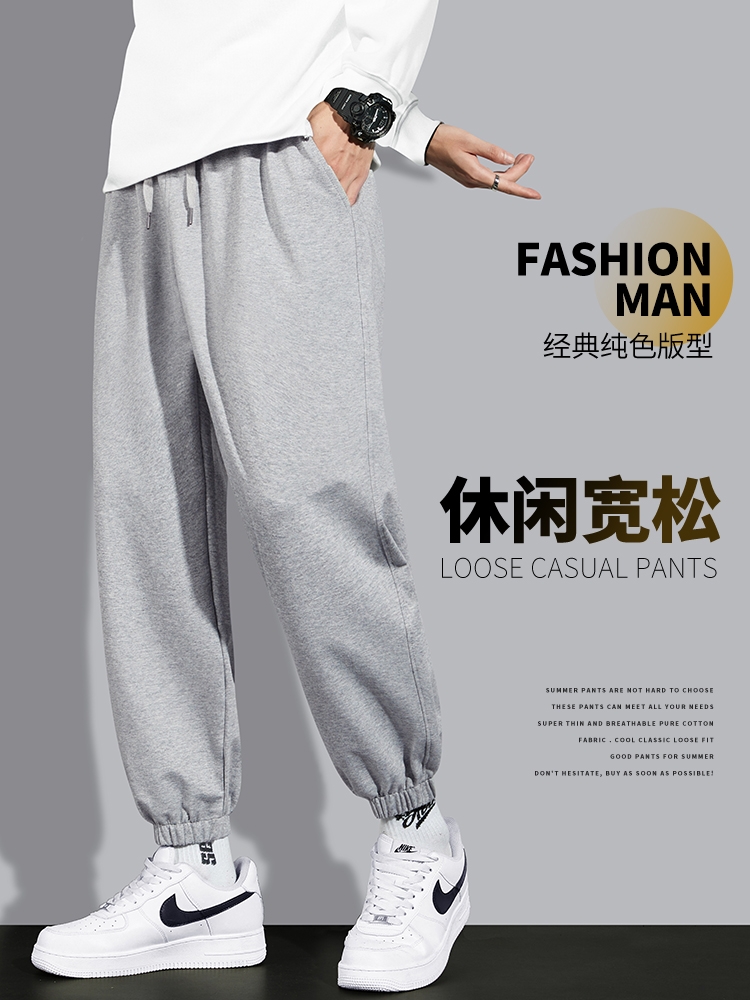 FASHION
MAN
经典纯色版型
休闲宽松
LOOSE CASUAL PANTS
SUMMER PANTS ARE NOT HARD TO CHOOSE
THESE PANTS CAN MEET ALL YOUR NEEDS
SUPER THIN AND BREATHABLE PURE COTTON
FABRIC . COOL CLASSIC LOOSE FIT
GOOD PANTS FOR SUMMER
DON'T HESITATE, BUY AS SOON AS POSSIBLE!
NIKE